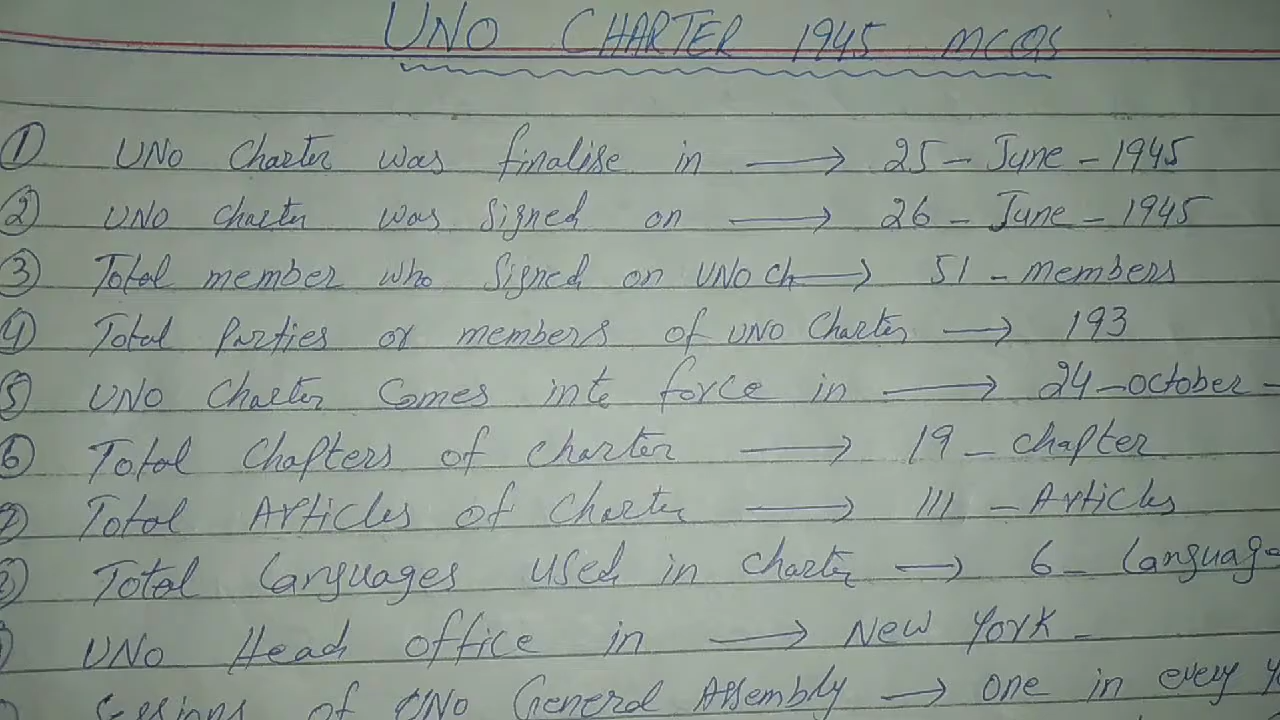 UNO CHARTER 1945 MCQS
① UNO Charter was finalise in → 25 - June - 1945
② UNO Charter was Signed on → 26 - June - 1945
③ Total member who Signed on UNO Ch → 51 - members
④ Total Parties or members of UNO Charter → 193
⑤ UNO Charter Comes into force in → 24 - October -
⑥ Total Chapters of charter → 19 - chapter
⑦ Total Articles of Charter → 111 - Articles
⑧ Total Languages used in charter → 6 - Language
UNO Head office in → New York -
Sessions of UNO General Assembly → one in every